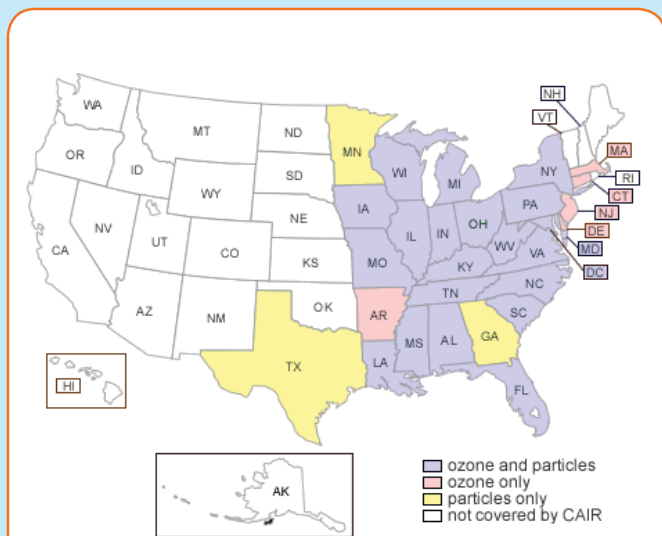 NH
WA
VT
MT
ND
MA
MN
OR
ID
SD
WI
NY
RI
MI
WY
CT
IA
PA
NE
NJ
NV
OH
DE
IL
IN
UT
MD
CA
CO
WV
VA
DC
KS
MO
KY
NC
TN
OK
AZ
NM
AR
SC
MS
AL
GA
TX
LA
HI
FL
ozone and particles
ozone only
AK
particles only
not covered by CAIR